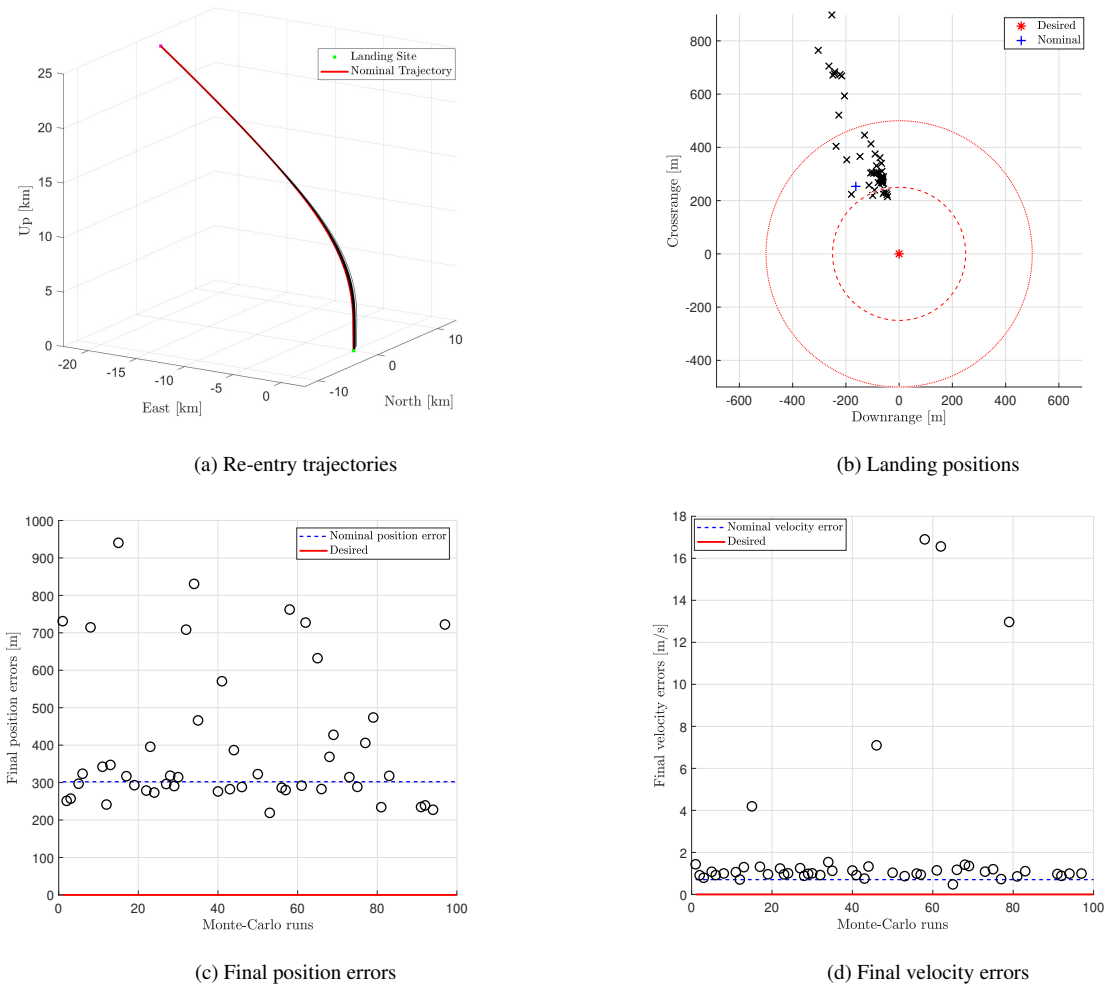 25
20
15
10
5
0
Up [km]
-20
-15
-10
-5
0
East [km]
-10
0
10
North [km]
Landing Site
Nominal Trajectory
(a) Re-entry trajectories
800
600
400
200
0
-200
-400
Crossrange [m]
-600
-400
-200
0
200
400
600
Downrange [m]
Desired
Nominal
(b) Landing positions
1000
900
800
700
600
500
400
300
200
100
0
Final position errors [m]
0
20
40
60
80
100
Monte-Carlo runs
Nominal position error
Desired
(c) Final position errors
18
16
14
12
10
8
6
4
2
0
Final velocity errors [m/s]
0
20
40
60
80
100
Monte-Carlo runs
Nominal velocity error
Desired
(d) Final velocity errors